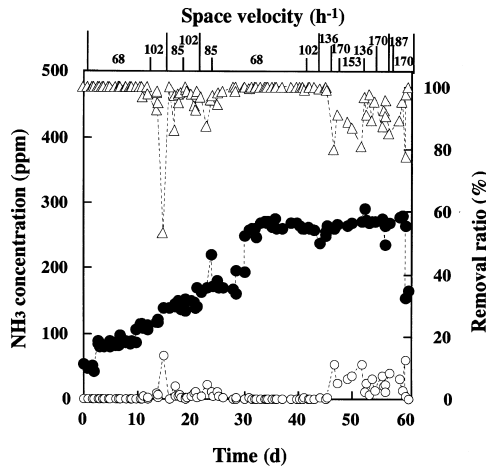 Space velocity (h-1)
68 102 85 102 85 68 102 136 170 153 136 170 187 170
500
400
300
200
100
0
NH3 concentration (ppm)
100
80
60
40
20
0
Removal ratio (%)
0 10 20 30 40 50 60
Time (d)